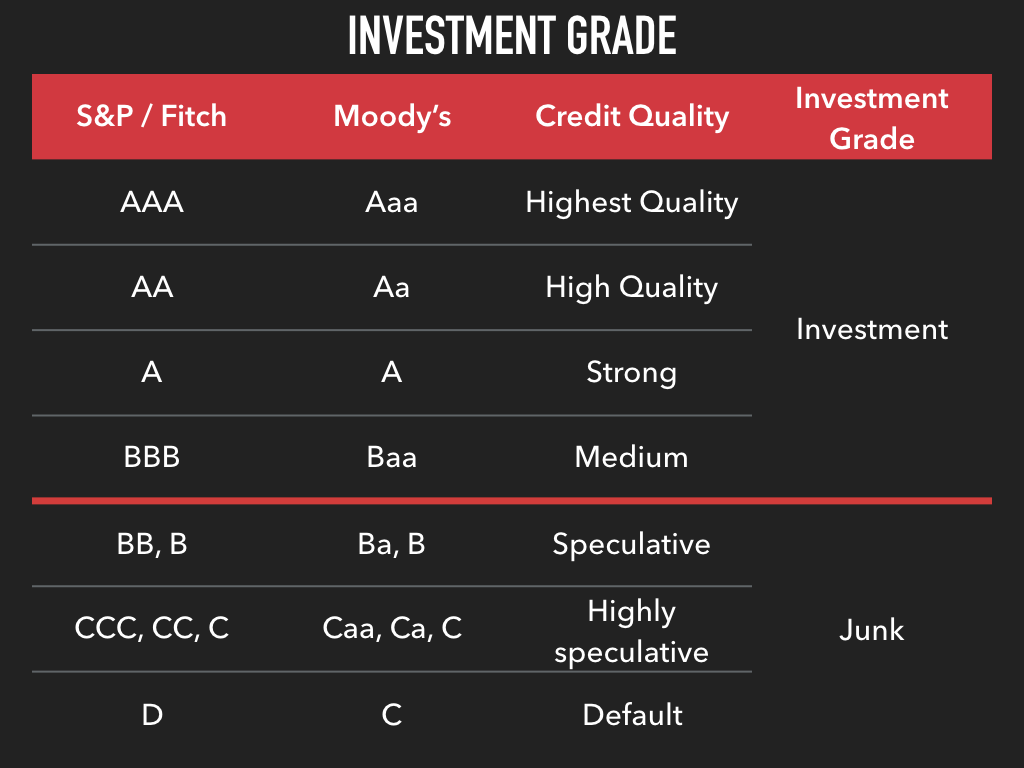 INVESTMENT GRADE
S&P / Fitch Moody’s Credit Quality Investment Grade
AAA Aaa Highest Quality
AA Aa High Quality
Investment
A A Strong
BBB Baa Medium
BB, B Ba, B Speculative
CCC, CC, C Caa, Ca, C Highly speculative
Junk
D C Default